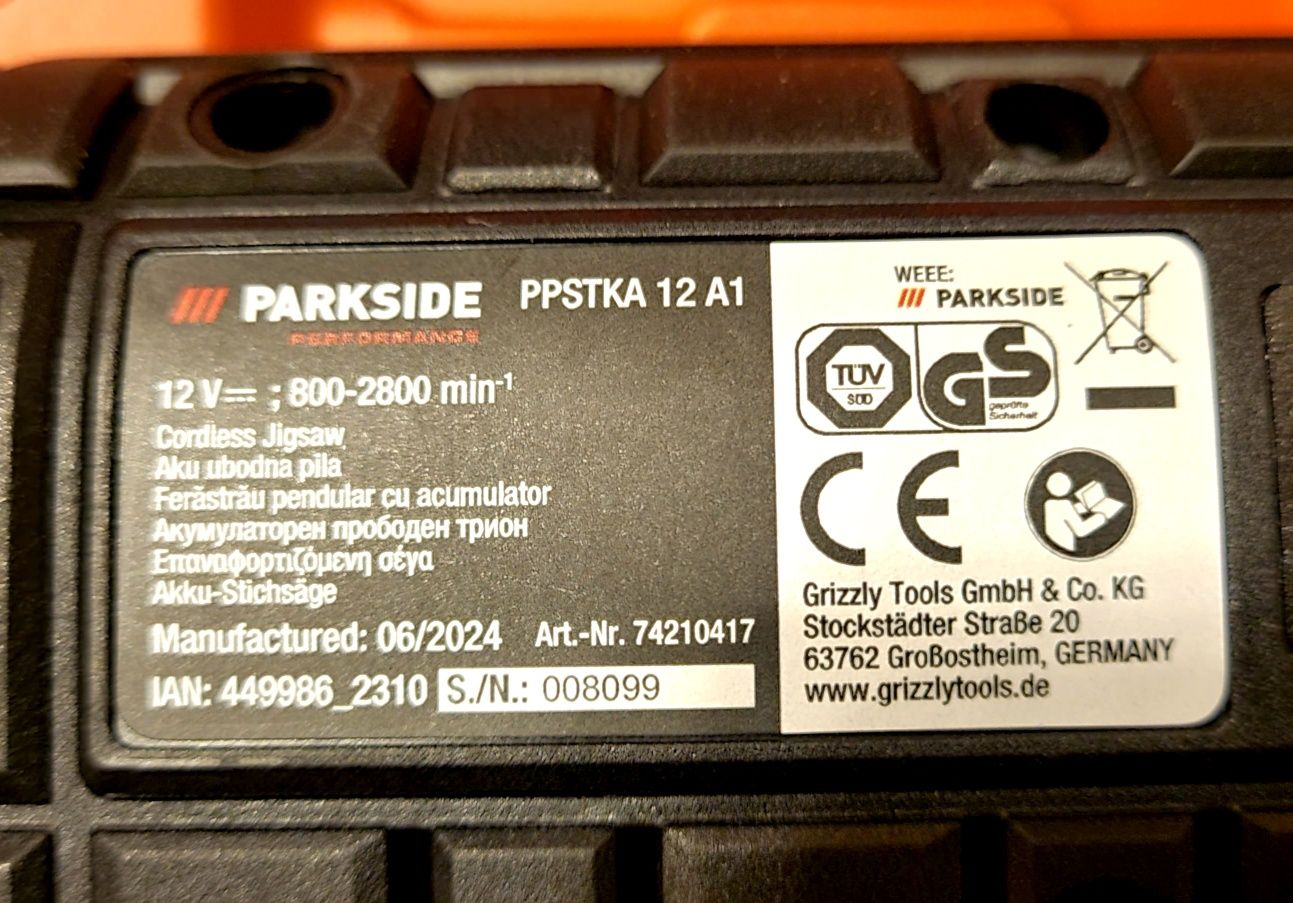 PARKSIDE
PERFORMANCE
PPSTKA 12 A1
12 V⎓ ; 800-2800 min⁻¹
Cordless Jigsaw
Aku ubodna pila
Ferăstrău pendular cu acumulator
Акумулаторен прободен трион
Επαναφορτιζόμενη σέγα
Akku-Stichsäge
Manufactured: 06/2024 Art.-Nr. 74210417
IAN: 449986_2310 S./N.: 008099
WEEE:
PARKSIDE
TÜV
SÜD
GS
geprüfte
Sicherheit
CE
Grizzly Tools GmbH & Co. KG
Stockstädter Straße 20
63762 Großostheim, GERMANY
www.grizzlytools.de